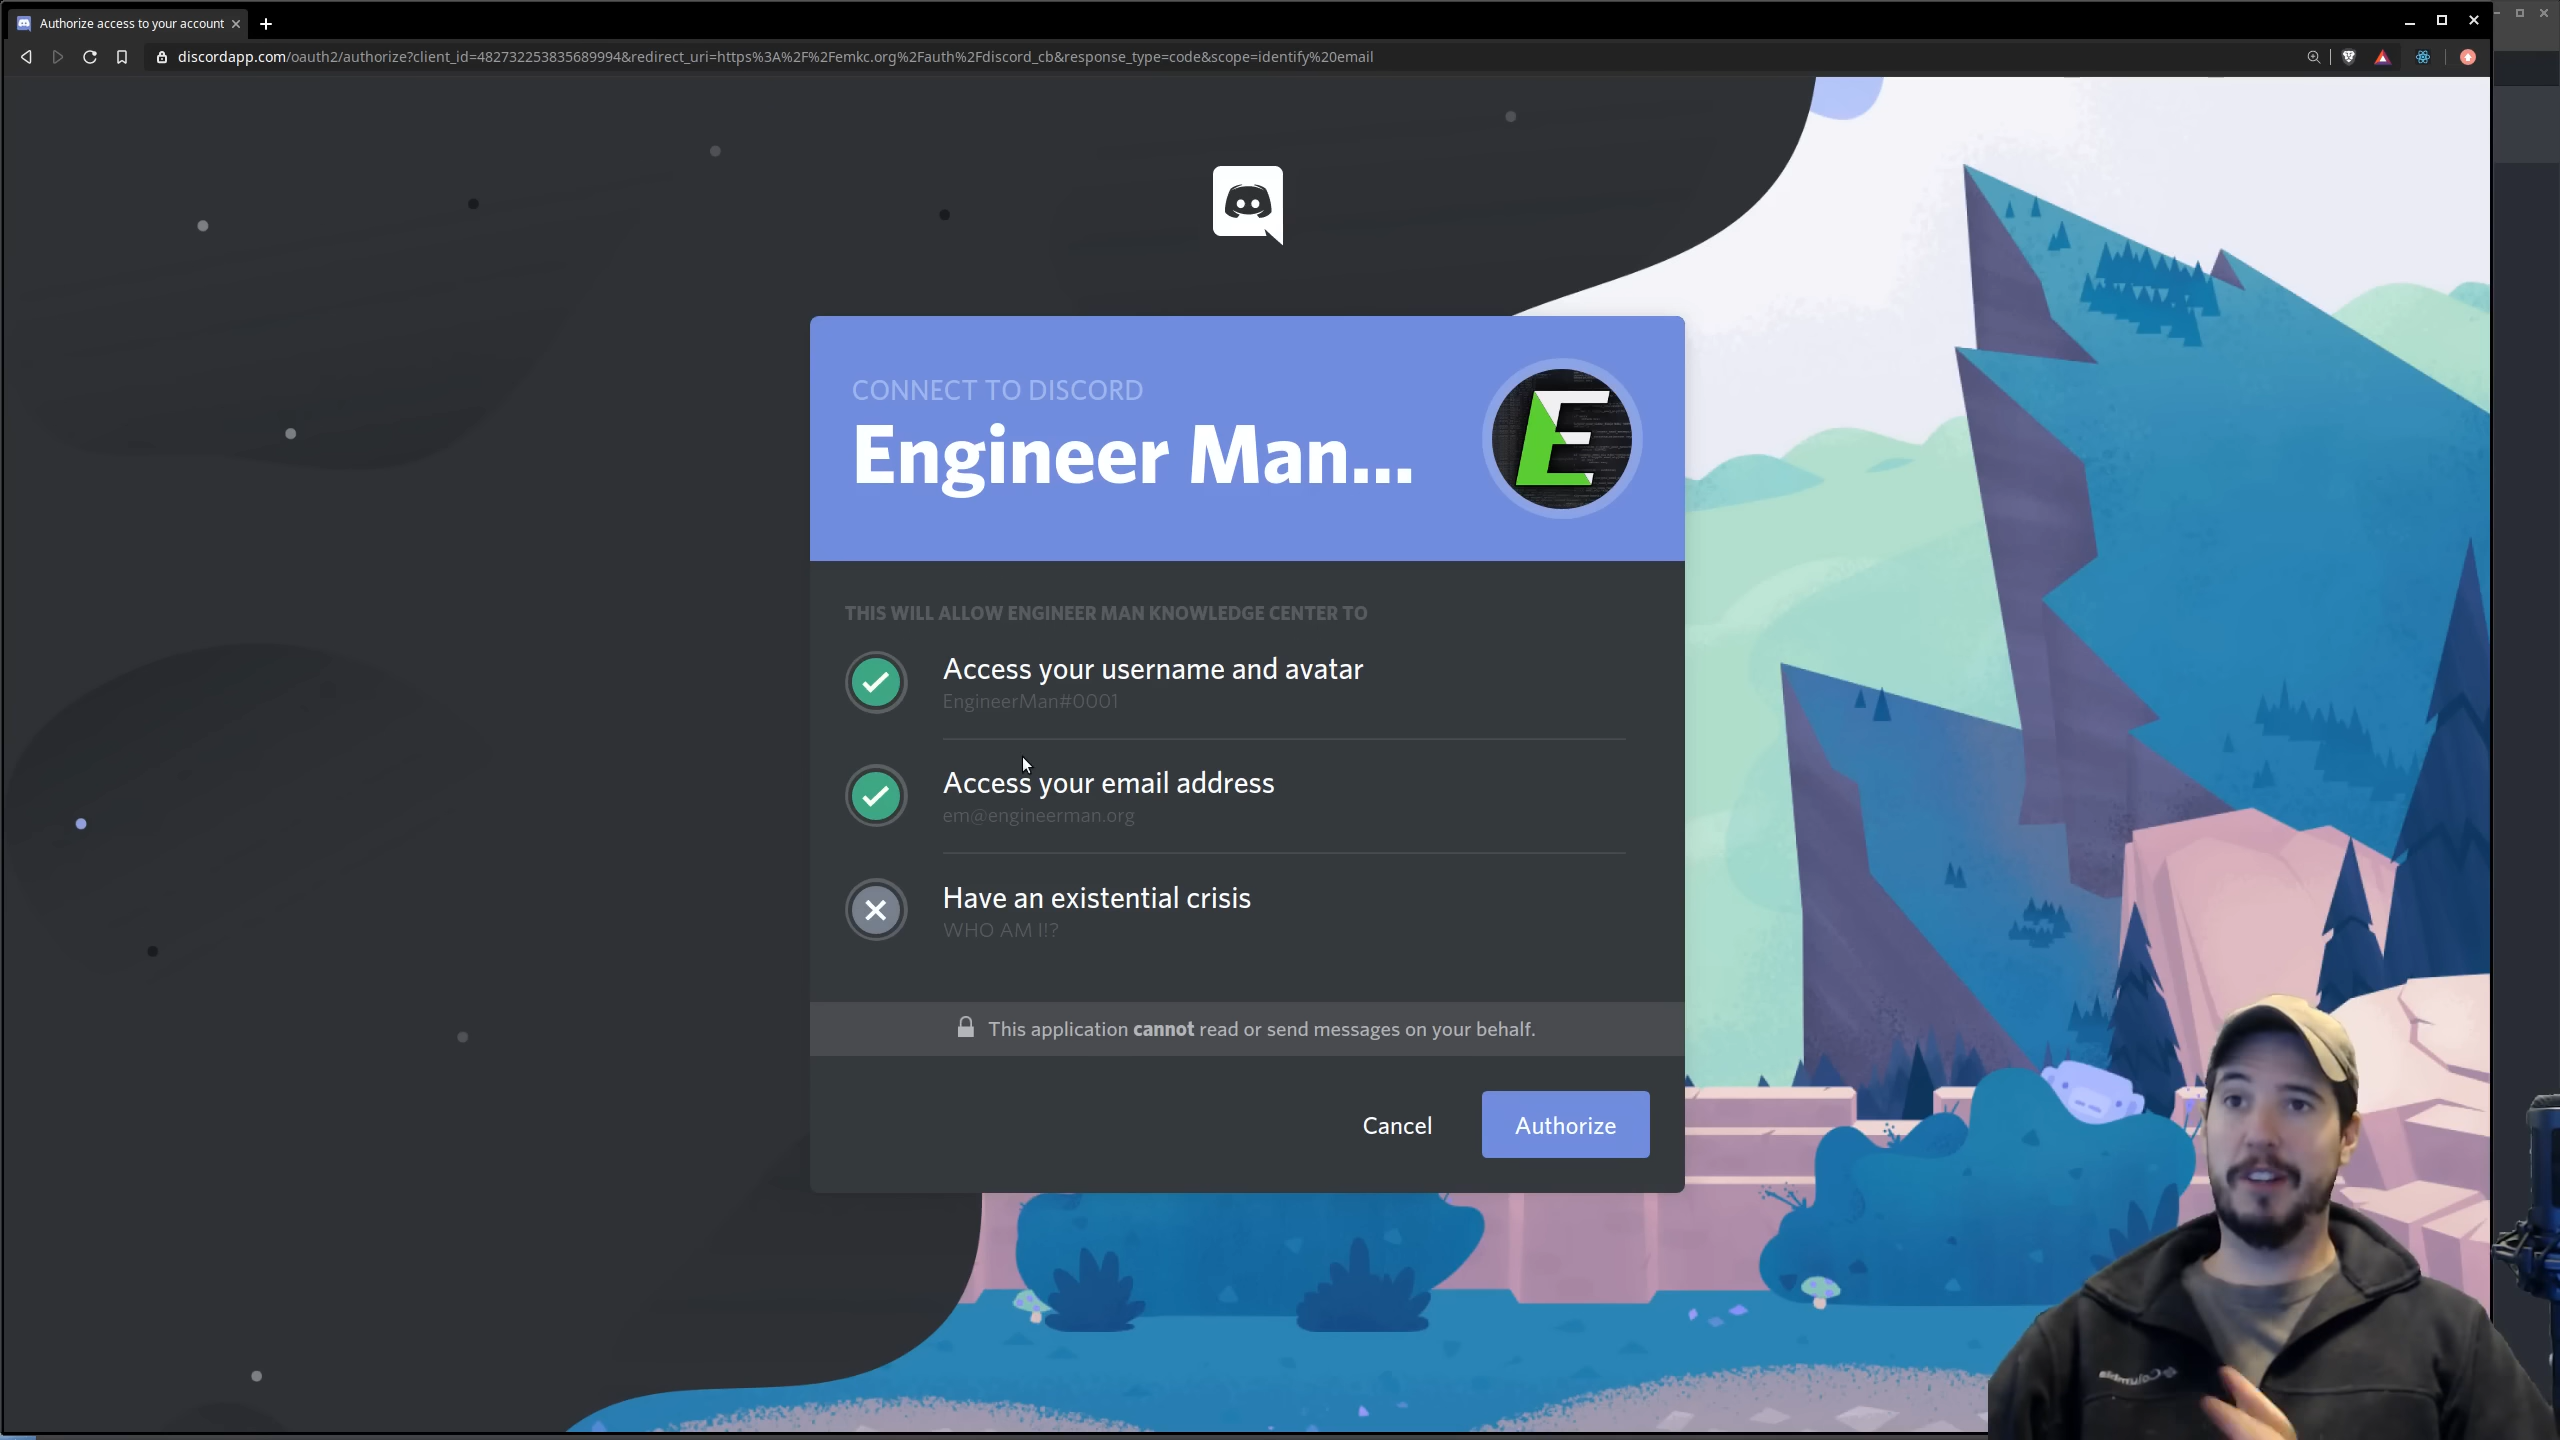 Authorize access to your account
discordapp.com/oauth2/authorize?client_id=482732253835689994&redirect_uri=https%3A%2F%2Femkc.org%2Fauth%2Fdiscord_cb&response_type=code&scope=identify%20email
CONNECT TO DISCORD
Engineer Man...
E
THIS WILL ALLOW ENGINEER MAN KNOWLEDGE CENTER TO
Access your username and avatar
EngineerMan#0001
Access your email address
em@engineerman.org
Have an existential crisis
WHO AM I!?
This application cannot read or send messages on your behalf.
Cancel
Authorize
Columbia